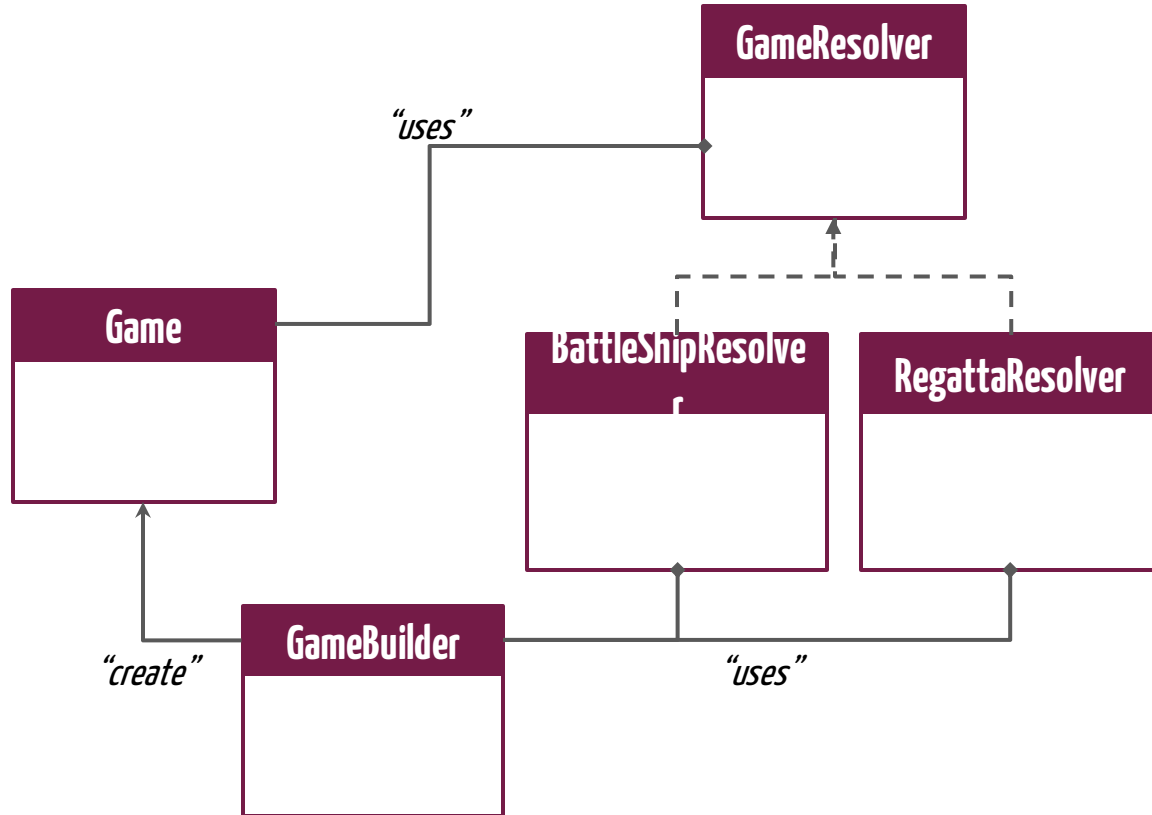 GameResolver
“uses”
Game
BattleShipResolve
r
RegattaResolver
GameBuilder
“create”
“uses”